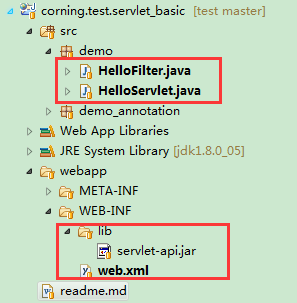 corning.test.servlet_basic [test master]
src
demo
HelloFilter.java
HelloServlet.java
demo_annotation
Web App Libraries
JRE System Library [jdk1.8.0_05]
webapp
META-INF
WEB-INF
lib
servlet-api.jar
web.xml
readme.md